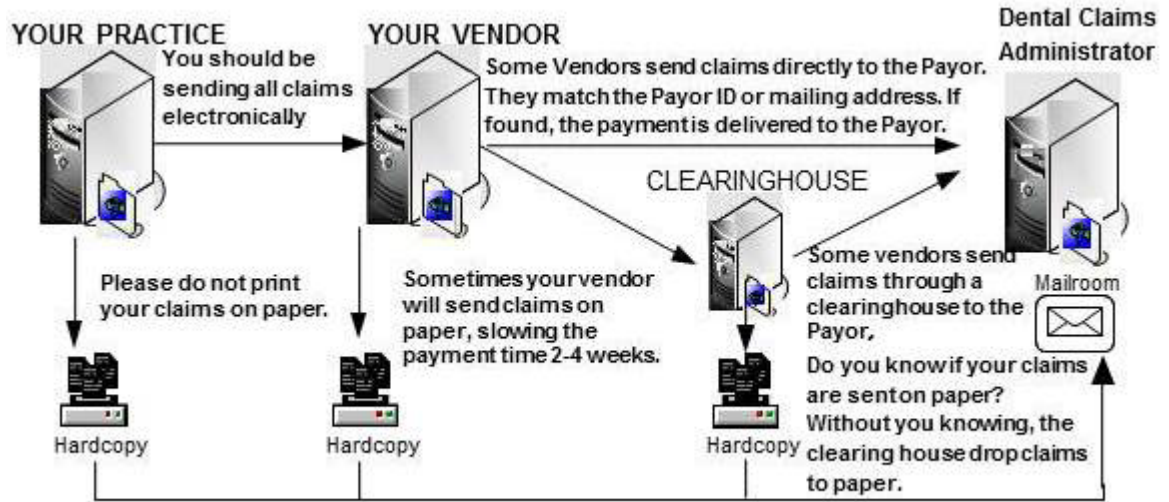 YOUR PRACTICE
You should be
sending all claims
electronically
YOUR VENDOR
Some Vendors send claims directly to the Payor.
They match the Payor ID or mailing address. If
found, the payment is delivered to the Payor.
Dental Claims
Administrator
CLEARINGHOUSE
Please do not print
your claims on paper.
Sometimes your vendor
will send claims on
paper, slowing the
payment time 2-4 weeks.
Some vendors send
claims through a
clearinghouse to the
Payor.
Mailroom
Do you know if your claims
are sent on paper?
Without you knowing, the
clearing house drop claims
to paper.
Hardcopy
Hardcopy
Hardcopy